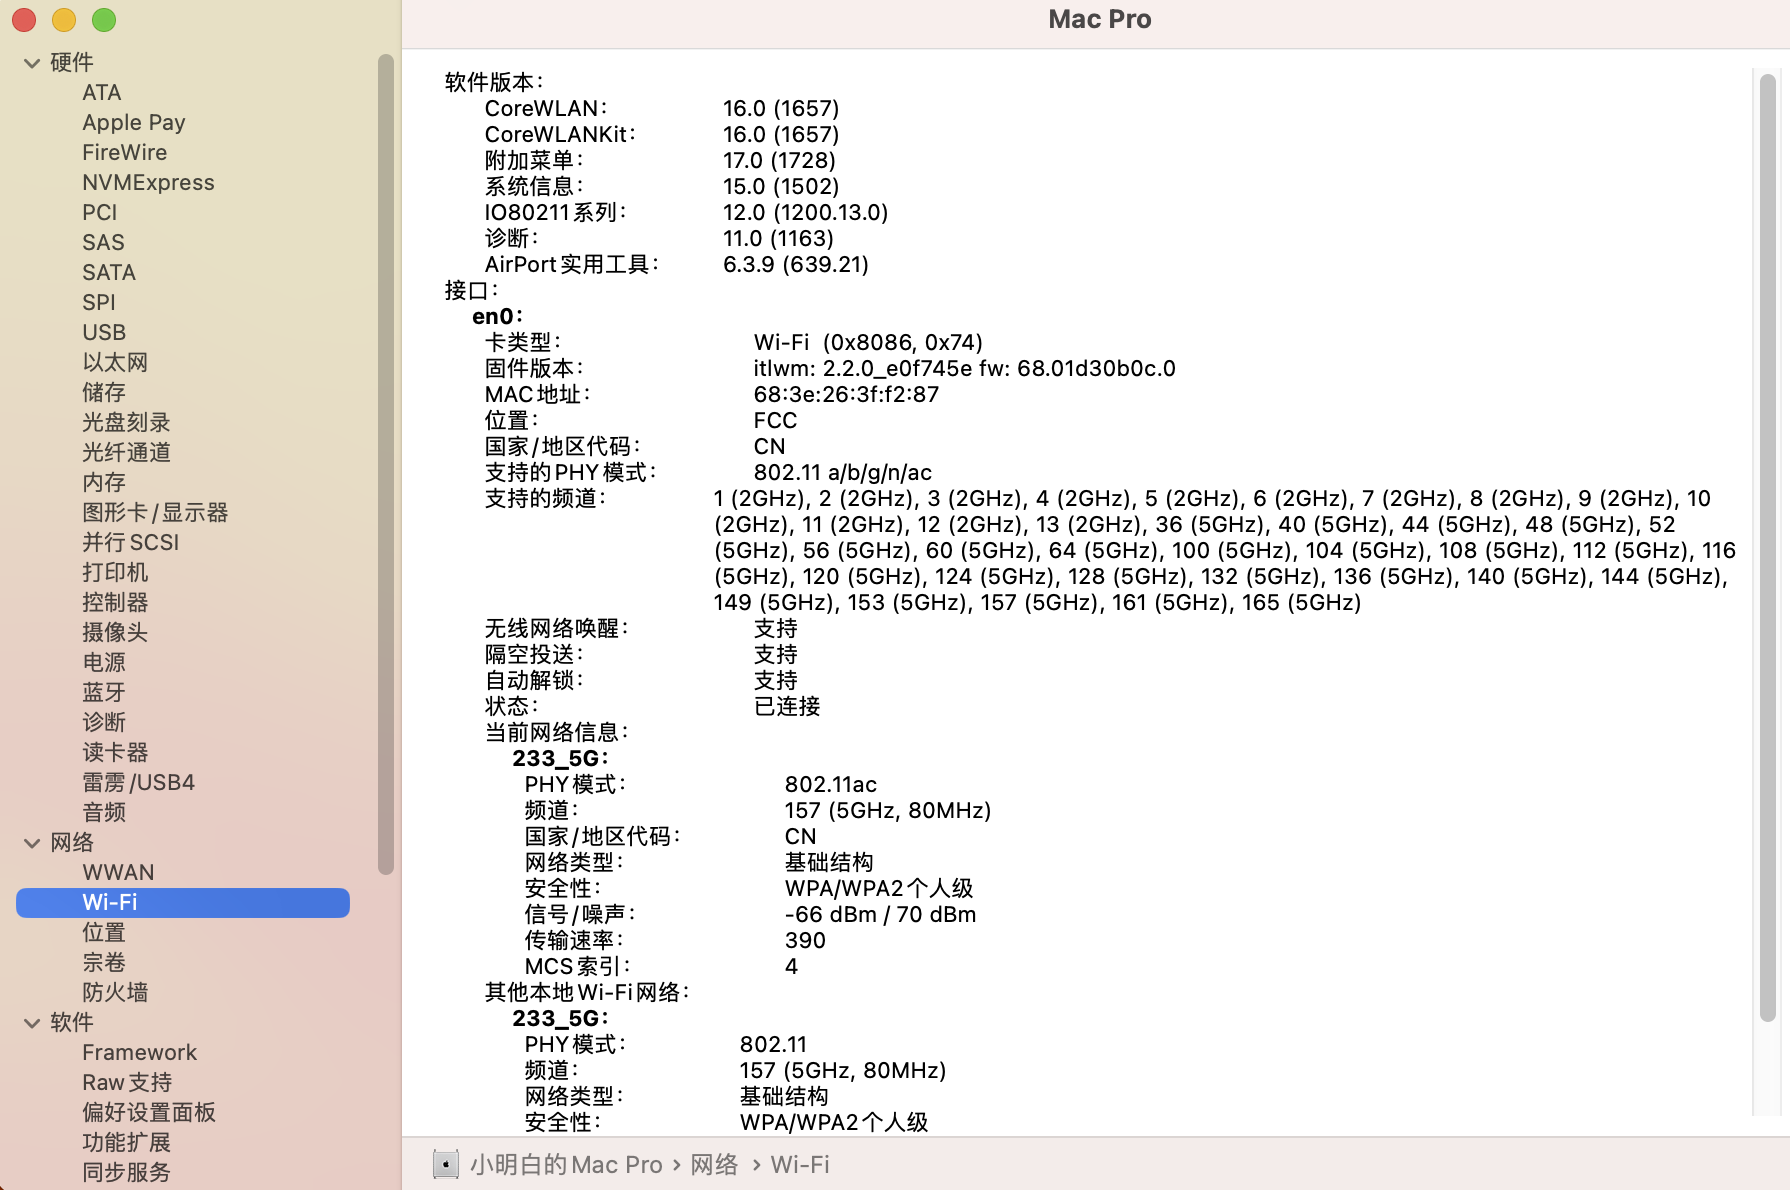 Mac Pro
硬件
ATA
Apple Pay
FireWire
NVMExpress
PCI
SAS
SATA
SPI
USB
以太网
储存
光盘刻录
光纤通道
内存
图形卡/显示器
并行SCSI
打印机
控制器
摄像头
电源
蓝牙
诊断
读卡器
雷雳/USB4
音频
网络
WWAN
Wi-Fi
位置
宗卷
防火墙
软件
Framework
Raw支持
偏好设置面板
功能扩展
同步服务
软件版本：
CoreWLAN： 16.0 (1657)
CoreWLANKit： 16.0 (1657)
附加菜单： 17.0 (1728)
系统信息： 15.0 (1502)
IO80211系列： 12.0 (1200.13.0)
诊断： 11.0 (1163)
AirPort实用工具： 6.3.9 (639.21)
接口：
en0：
卡类型： Wi-Fi (0x8086, 0x74)
固件版本： itlwm: 2.2.0_e0f745e fw: 68.01d30b0c.0
MAC地址： 68:3e:26:3f:f2:87
位置： FCC
国家/地区代码： CN
支持的PHY模式： 802.11 a/b/g/n/ac
支持的频道： 1 (2GHz), 2 (2GHz), 3 (2GHz), 4 (2GHz), 5 (2GHz), 6 (2GHz), 7 (2GHz), 8 (2GHz), 9 (2GHz), 10
(2GHz), 11 (2GHz), 12 (2GHz), 13 (2GHz), 36 (5GHz), 40 (5GHz), 44 (5GHz), 48 (5GHz), 52
(5GHz), 56 (5GHz), 60 (5GHz), 64 (5GHz), 100 (5GHz), 104 (5GHz), 108 (5GHz), 112 (5GHz), 116
(5GHz), 120 (5GHz), 124 (5GHz), 128 (5GHz), 132 (5GHz), 136 (5GHz), 140 (5GHz), 144 (5GHz),
149 (5GHz), 153 (5GHz), 157 (5GHz), 161 (5GHz), 165 (5GHz)
无线网络唤醒： 支持
隔空投送： 支持
自动解锁： 支持
状态： 已连接
当前网络信息：
233_5G：
PHY模式： 802.11ac
频道： 157 (5GHz, 80MHz)
国家/地区代码： CN
网络类型： 基础结构
安全性： WPA/WPA2个人级
信号/噪声： -66 dBm / 70 dBm
传输速率： 390
MCS索引： 4
其他本地Wi-Fi网络：
233_5G：
PHY模式： 802.11
频道： 157 (5GHz, 80MHz)
网络类型： 基础结构
安全性： WPA/WPA2个人级
小明白的Mac Pro › 网络 › Wi-Fi